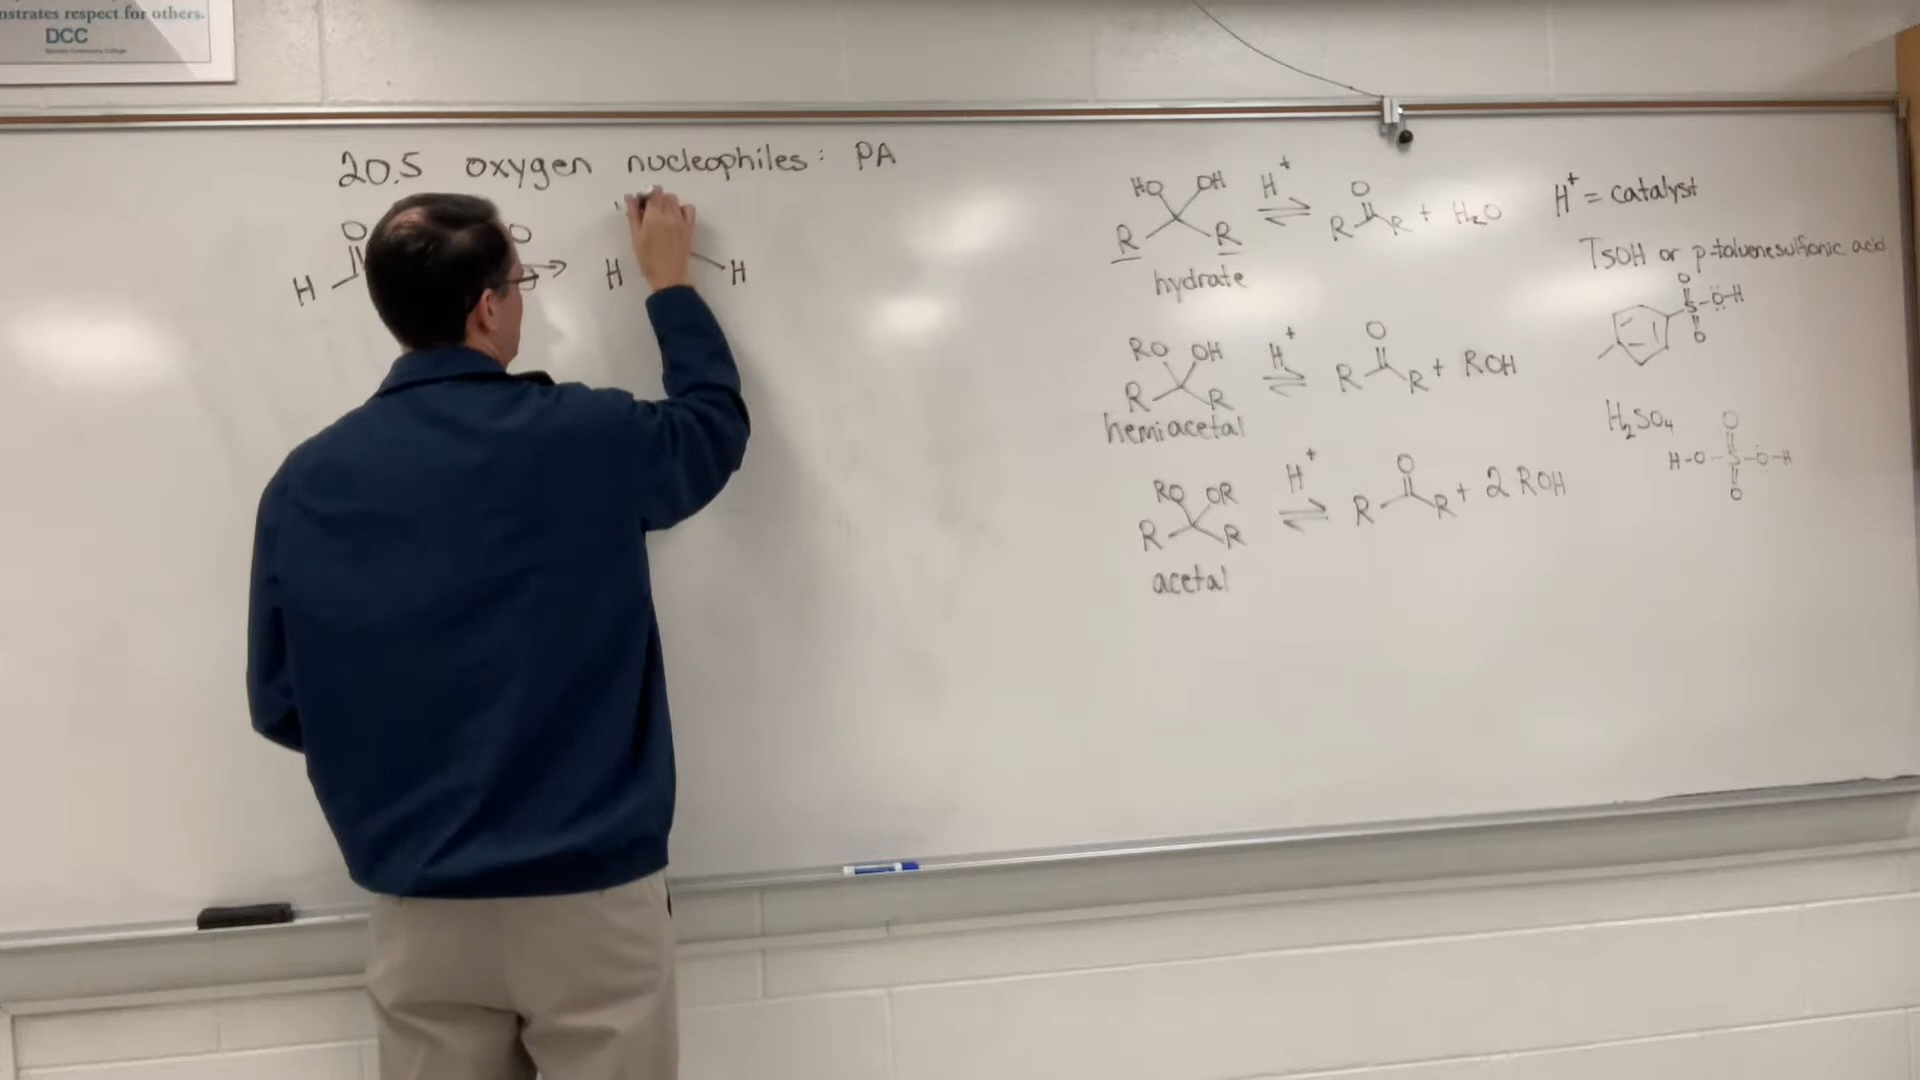 nstrates respect for others.
DCC
20.5 oxygen nucleophiles: PA
O
H
O
H H
HO OH H+ O
R R R R + H2O
hydrate
H+ = catalyst
TsOH or p-toluenesulfonic acid
O
S-O-H
O
RO OH H+ O
R R R R + ROH
hemiacetal
H2SO4
O
H-O-S-O-H
O
RO OR H+ O
R R R R + 2 ROH
acetal